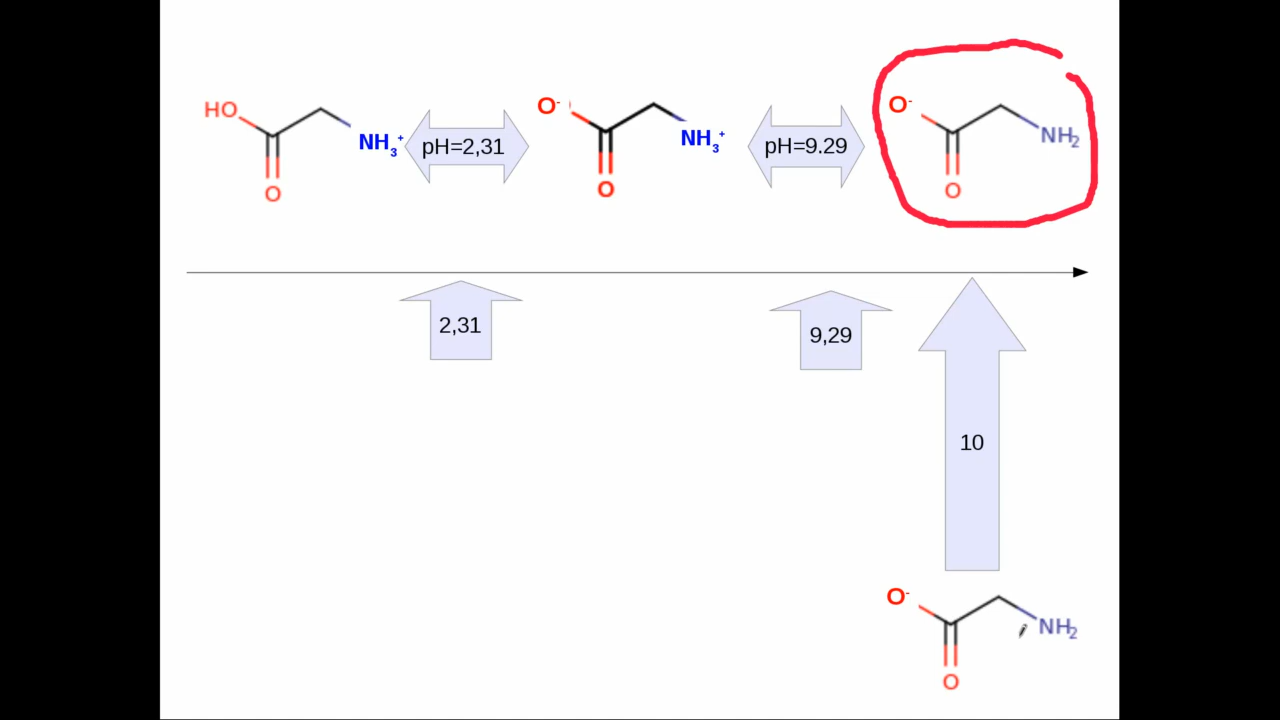 HO
O
NH3+
pH=2,31
O-
O
NH3+
pH=9.29
O-
O
NH2
2,31
9,29
10
O-
O
NH2